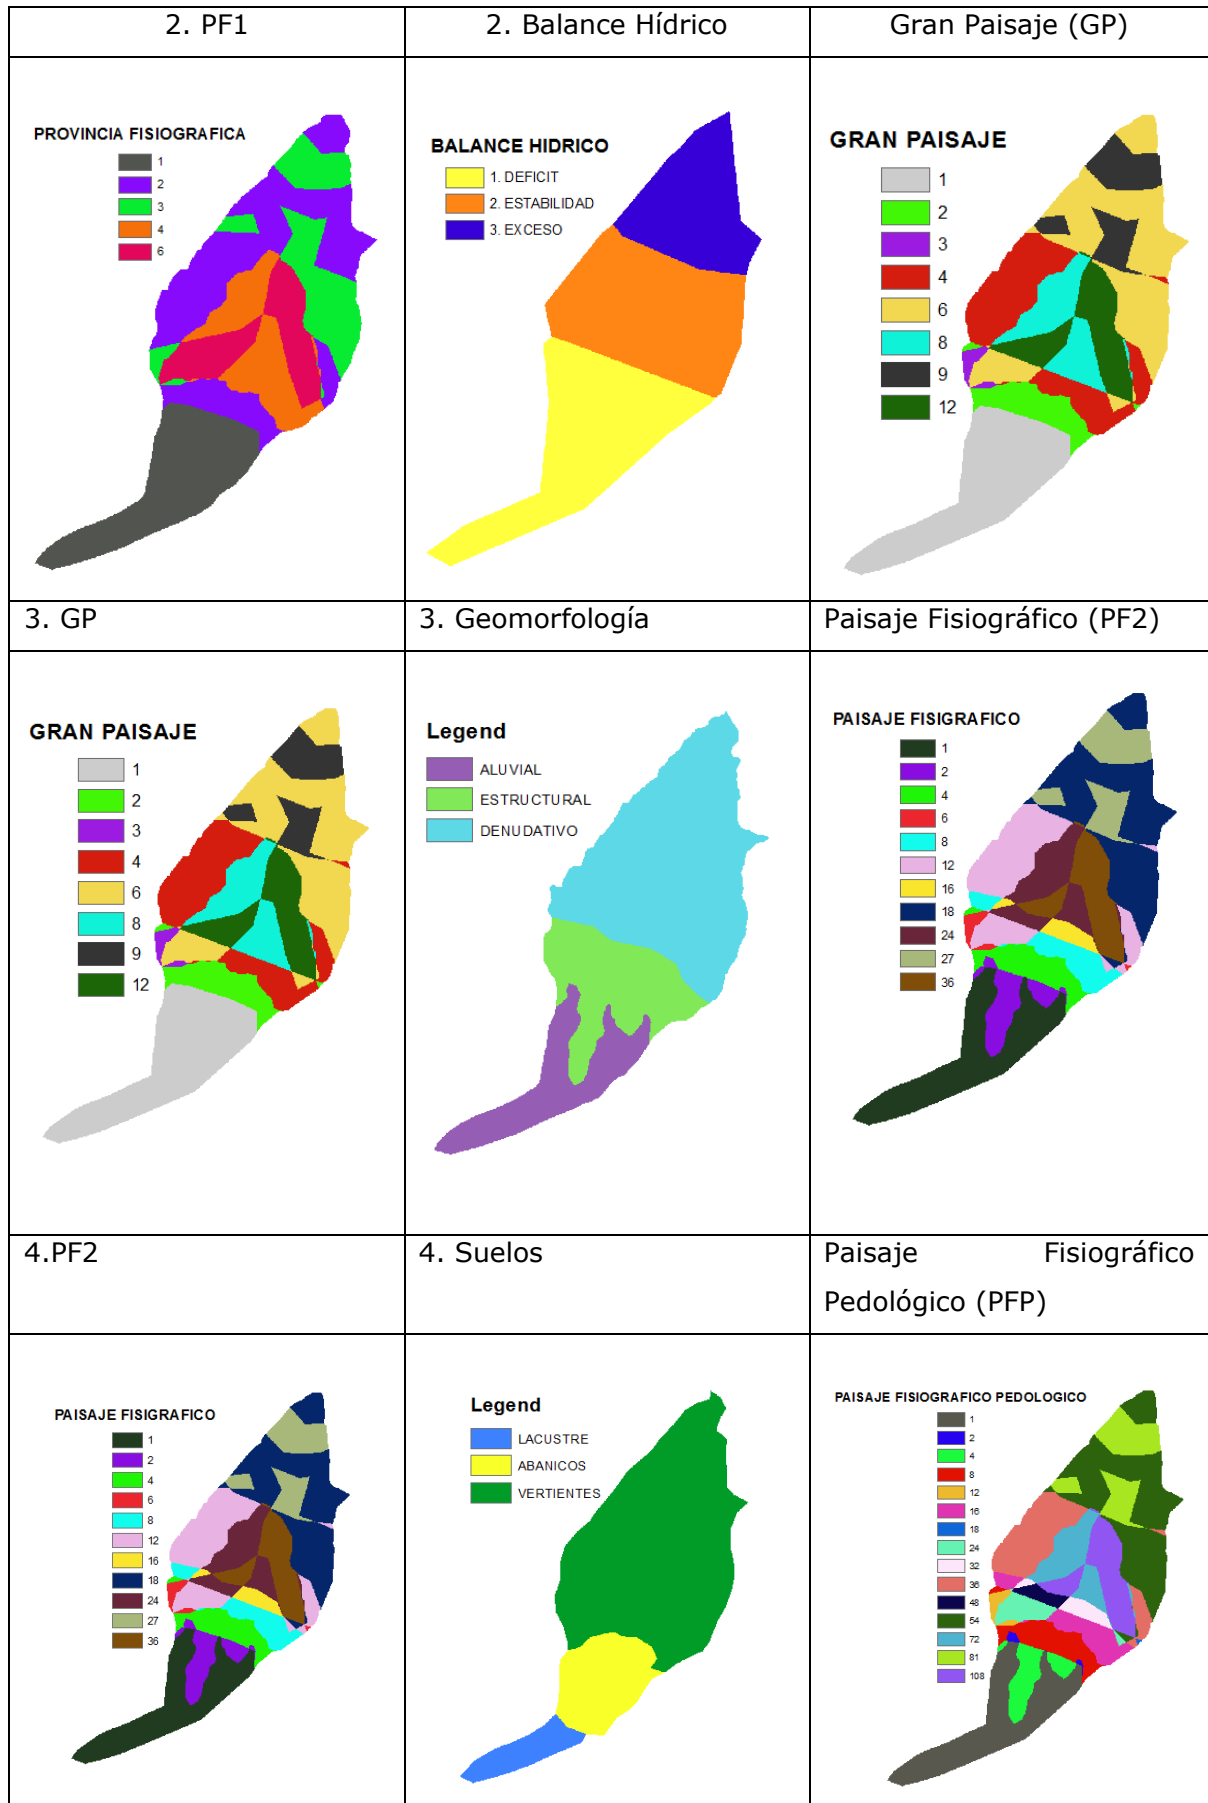 2. PF1
2. Balance Hídrico
Gran Paisaje (GP)
PROVINCIA FISIOGRAFICA
1
2
3
4
6
BALANCE HIDRICO
1. DEFICIT
2. ESTABILIDAD
3. EXCESO
GRAN PAISAJE
1
2
3
4
6
8
9
12
3. GP
3. Geomorfología
Paisaje Fisiográfico (PF2)
GRAN PAISAJE
1
2
3
4
6
8
9
12
Legend
ALUVIAL
ESTRUCTURAL
DENUDATIVO
PAISAJE FISIGRAFICO
1
2
4
6
8
12
16
18
24
27
36
4.PF2
4. Suelos
Paisaje Fisiográfico
Pedológico (PFP)
PAISAJE FISIGRAFICO
1
2
4
6
8
12
16
18
24
27
36
Legend
LACUSTRE
ABANICOS
VERTIENTES
PAISAJE FISIOGRAFICO PEDOLOGICO
1
2
4
8
12
16
18
24
32
36
48
54
72
81
108